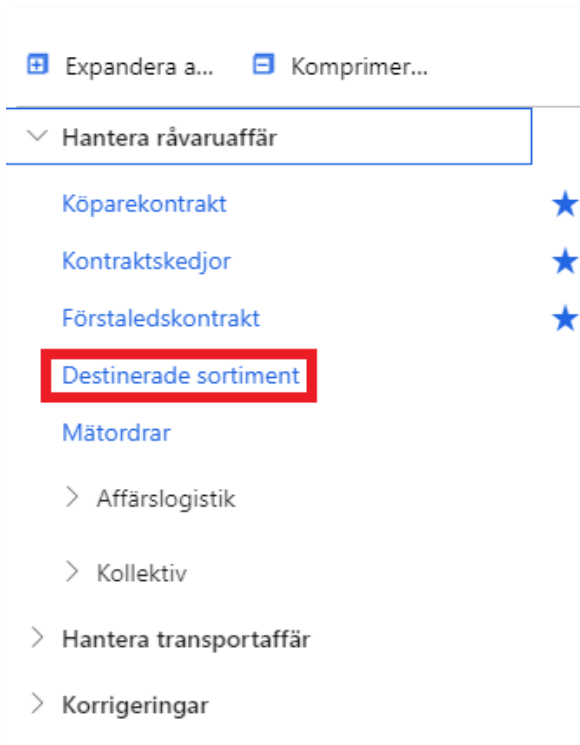 Expandera a... Komprimer...
Hantera råvaruaffär
Köparekontrakt
Kontraktskedjor
Förstaledskontrakt
Destinerade sortiment
Mätordrar
Affärslogistik
Kollektiv
Hantera transportaffär
Korrigeringar